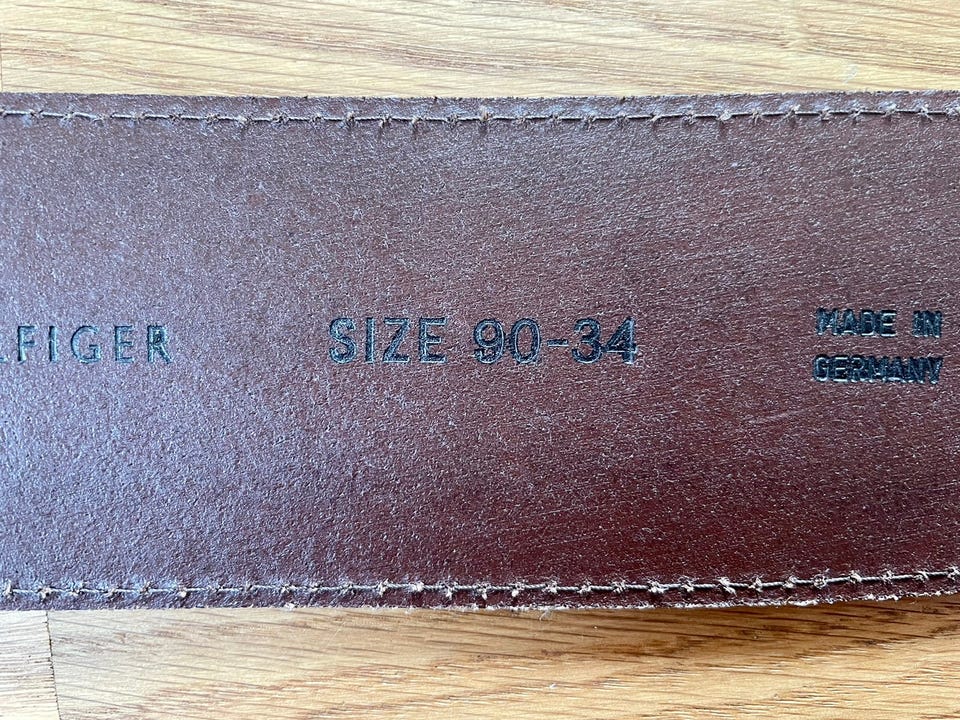 LFIGER
SIZE 90-34
MADE IN
GERMANY